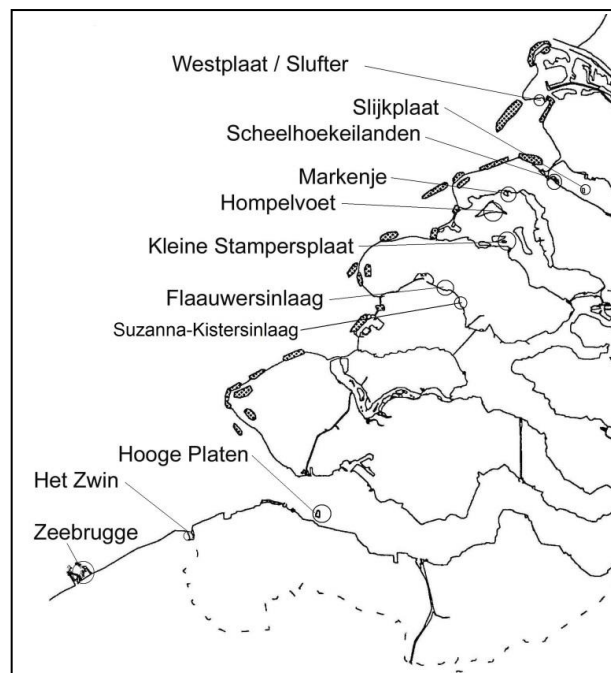 Westplaat / Slufter
Slijkplaat
Scheelhoekeilanden
Markenje
Hompelvoet
Kleine Stampersplaat
Flaauwersinlaag
Suzanna-Kistersinlaag
Hooge Platen
Het Zwin
Zeebrugge